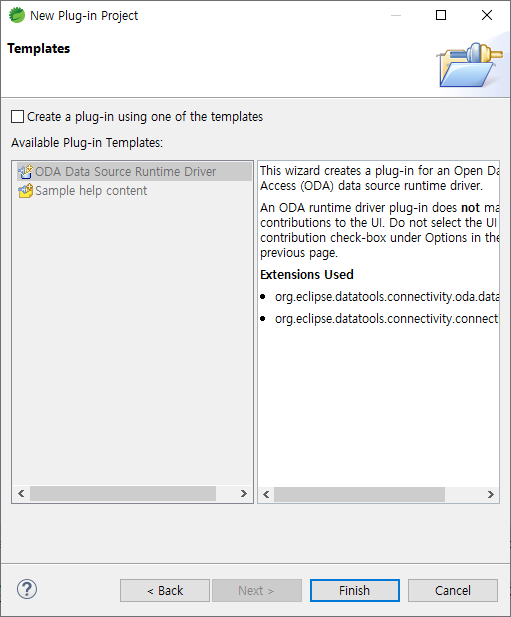 New Plug-in Project
Templates
Create a plug-in using one of the templates
Available Plug-in Templates:
ODA Data Source Runtime Driver
Sample help content
This wizard creates a plug-in for an Open Da
Access (ODA) data source runtime driver.
An ODA runtime driver plug-in does not ma
contributions to the UI. Do not select the UI
contribution check-box under Options in the
previous page.
Extensions Used
org.eclipse.datatools.connectivity.oda.data
org.eclipse.datatools.connectivity.connect
?
< Back
Next >
Finish
Cancel